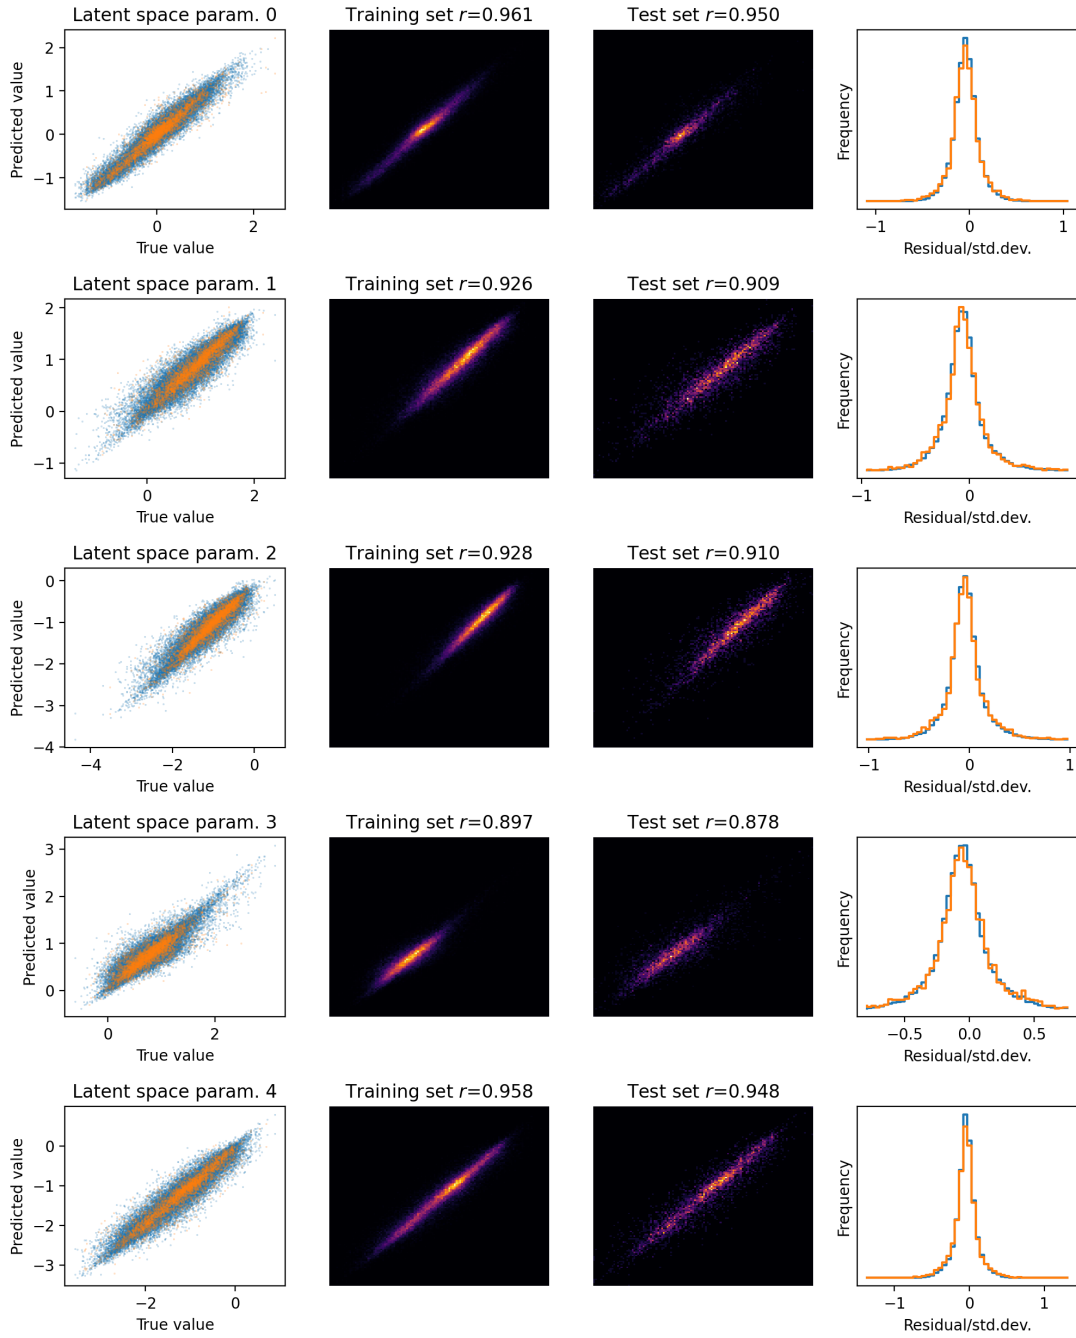 Latent space param. 0
Training set r=0.961
Test set r=0.950
Predicted value
2
1
0
−1
0
2
True value
Frequency
−1
0
1
Residual/std.dev.
Latent space param. 1
Training set r=0.926
Test set r=0.909
Predicted value
2
1
0
−1
0
2
True value
Frequency
−1
0
Residual/std.dev.
Latent space param. 2
Training set r=0.928
Test set r=0.910
Predicted value
0
−1
−2
−3
−4
−4
−2
0
True value
Frequency
−1
0
1
Residual/std.dev.
Latent space param. 3
Training set r=0.897
Test set r=0.878
Predicted value
3
2
1
0
0
2
True value
Frequency
−0.5
0.0
0.5
Residual/std.dev.
Latent space param. 4
Training set r=0.958
Test set r=0.948
Predicted value
0
−1
−2
−3
−2
0
True value
Frequency
−1
0
1
Residual/std.dev.